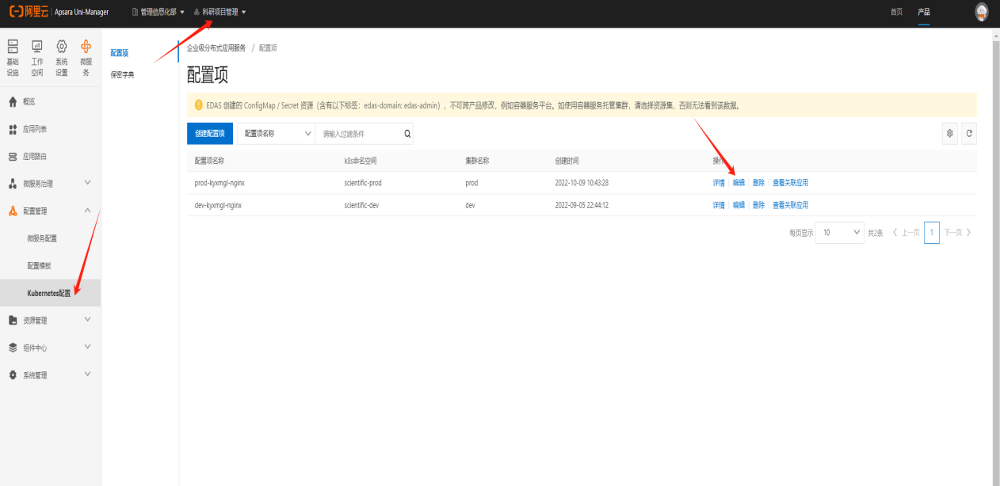 阿里云 | Apsara Uni-Manager 管理信息化部 科研项目管理 首页 产品
基础设施 工作空间 系统设置 微服务
概览
应用列表
应用路由
微服务治理
配置管理
微服务配置
配置模板
Kubernetes配置
资源管理
组件中心
系统管理
配置项
保密字典
企业级分布式应用服务 / 配置项
配置项
EDAS 创建的 ConfigMap / Secret 资源（含有以下标签：edas-domain: edas-admin），不可跨产品修改，例如容器服务平台。如使用容器服务托管集群，请选择资源集，否则无法看到该数据。
创建配置项 配置项名称 请输入过滤条件
配置项名称 k8s命名空间 集群名称 创建时间 操作
prod-kyxmgl-nginx scientific-prod prod 2022-10-09 10:43:28 详情 编辑 删除 查看关联应用
dev-kyxmgl-nginx scientific-dev dev 2022-09-05 22:44:12 详情 编辑 删除 查看关联应用
每页显示 10 共2条 上一页 1 下一页